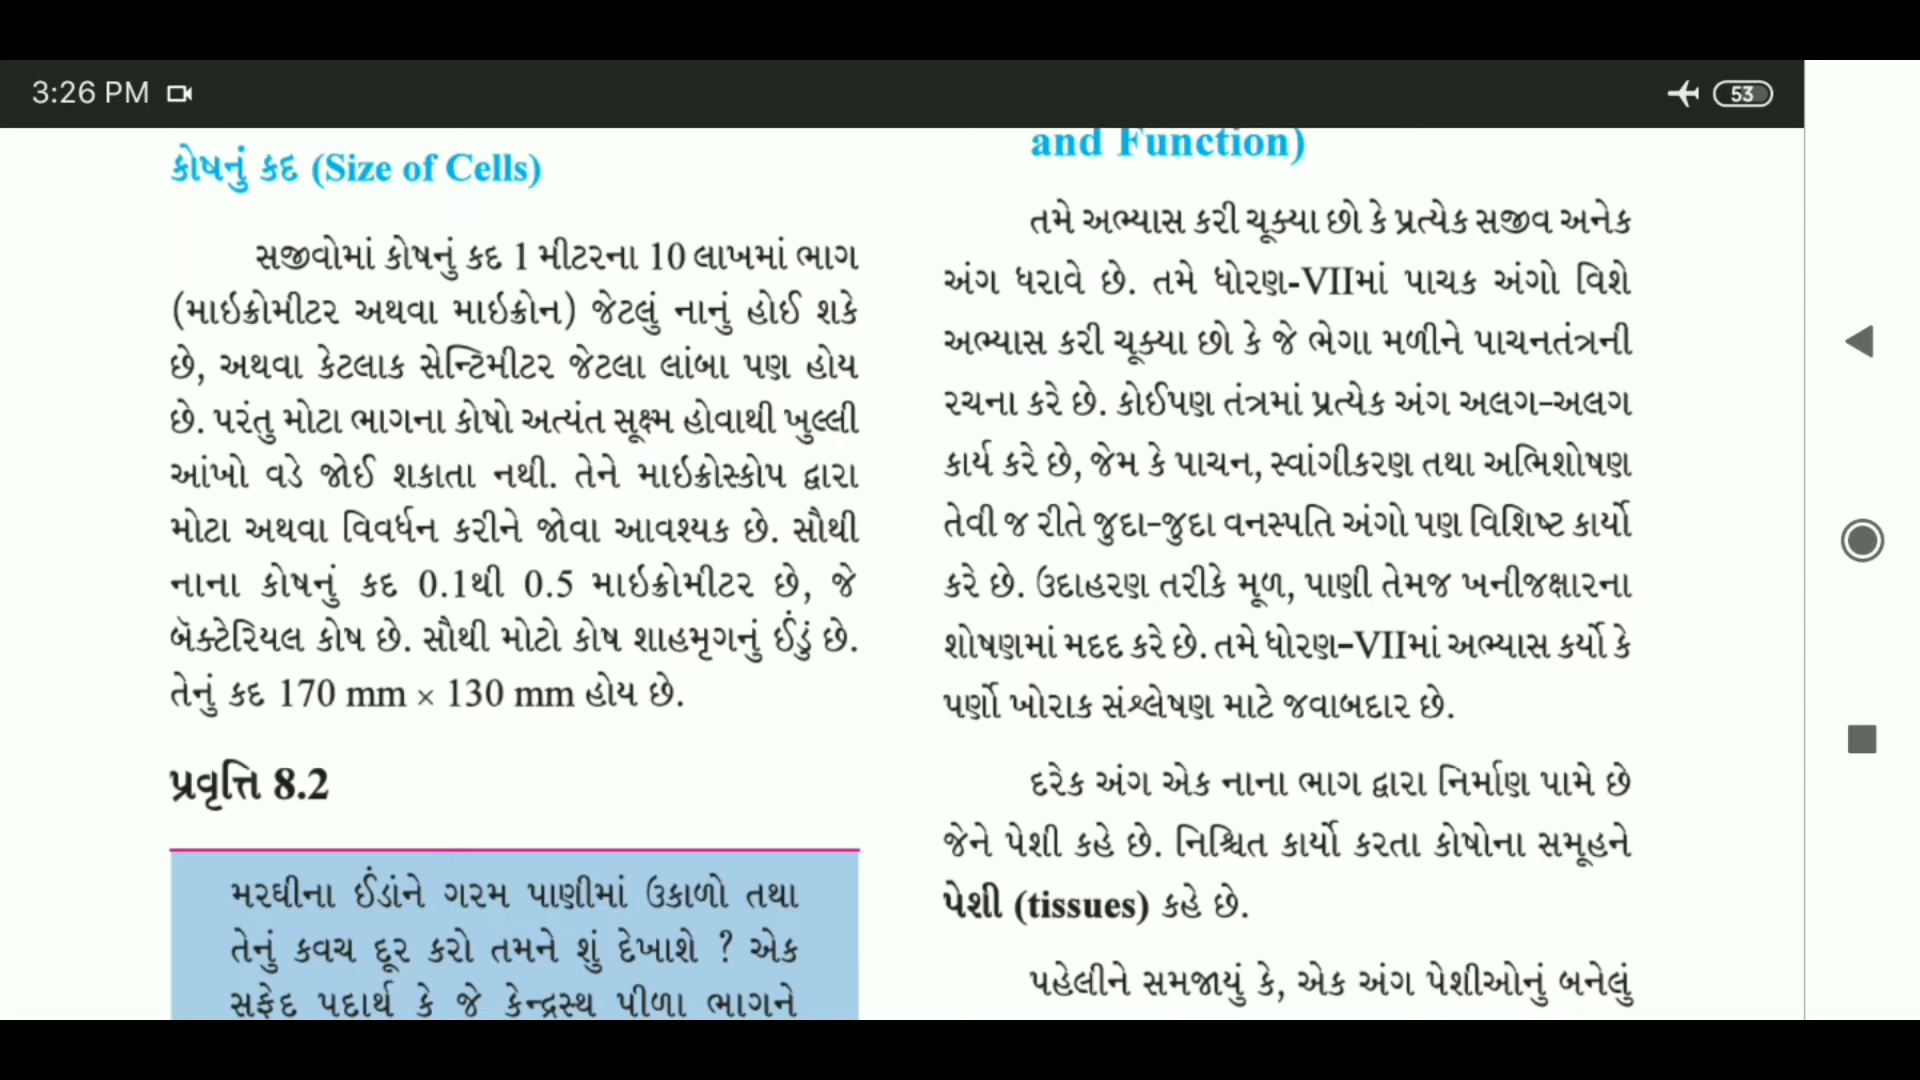 3:26 PM
53
કોષનું કદ (Size of Cells)
સજીવોમાં કોષનું કદ 1 મીટરના 10 લાખમાં ભાગ
(માઇક્રોમીટર અથવા માઇક્રોન) જેટલું નાનું હોઈ શકે
છે, અથવા કેટલાક સેન્ટિમીટર જેટલા લાંબા પણ હોય
છે. પરંતુ મોટા ભાગના કોષો અત્યંત સૂક્ષ્મ હોવાથી ખુલ્લી
આંખો વડે જોઈ શકાતા નથી. તેને માઇક્રોસ્કોપ દ્વારા
મોટા અથવા વિવર્ધન કરીને જોવા આવશ્યક છે. સૌથી
નાના કોષનું કદ 0.1થી 0.5 માઇક્રોમીટર છે, જે
બૅક્ટેરિયલ કોષ છે. સૌથી મોટો કોષ શાહમૃગનું ઈંડું છે.
તેનું કદ 170 mm × 130 mm હોય છે.
પ્રવૃત્તિ 8.2
મરઘીના ઈંડાંને ગરમ પાણીમાં ઉકાળો તથા
તેનું કવચ દૂર કરો તમને શું દેખાશે ? એક
સફેદ પદાર્થ કે જે કેન્દ્રસ્થ પીળા ભાગને
and Function)
તમે અભ્યાસ કરી ચૂક્યા છો કે પ્રત્યેક સજીવ અનેક
અંગ ધરાવે છે. તમે ધોરણ-VIIમાં પાચક અંગો વિશે
અભ્યાસ કરી ચૂક્યા છો કે જે ભેગા મળીને પાચનતંત્રની
રચના કરે છે. કોઈપણ તંત્રમાં પ્રત્યેક અંગ અલગ-અલગ
કાર્ય કરે છે, જેમ કે પાચન, સ્વાંગીકરણ તથા અભિશોષણ
તેવી જ રીતે જુદા-જુદા વનસ્પતિ અંગો પણ વિશિષ્ટ કાર્યો
કરે છે. ઉદાહરણ તરીકે મૂળ, પાણી તેમજ ખનીજક્ષારના
શોષણમાં મદદ કરે છે. તમે ધોરણ-VIIમાં અભ્યાસ કર્યો કે
પર્ણો ખોરાક સંશ્લેષણ માટે જવાબદાર છે.
દરેક અંગ એક નાના ભાગ દ્વારા નિર્માણ પામે છે
જેને પેશી કહે છે. નિશ્ચિત કાર્યો કરતા કોષોના સમૂહને
પેશી (tissues) કહે છે.
પહેલીને સમજાયું કે, એક અંગ પેશીઓનું બનેલું